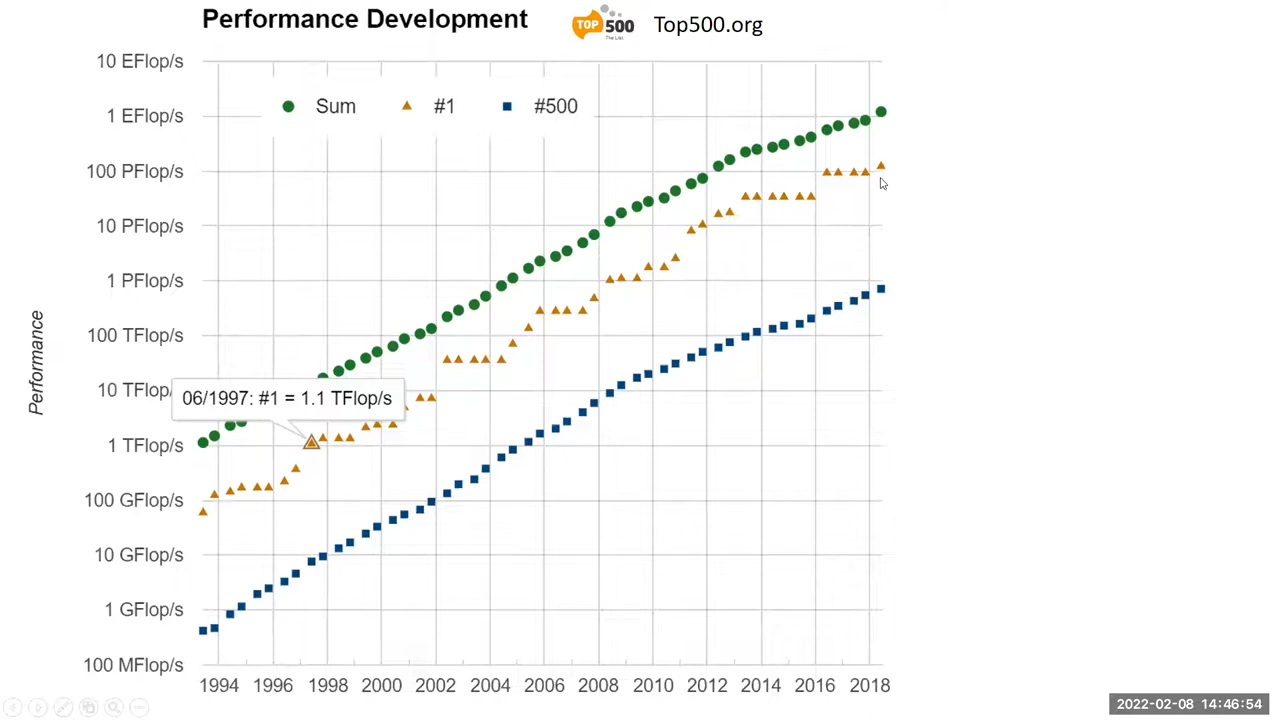 Performance Development
TOP 500
The List.
Top500.org
10 EFlop/s
Sum
#1
#500
1 EFlop/s
100 PFlop/s
10 PFlop/s
1 PFlop/s
100 TFlop/s
10 TFlop/
06/1997: #1 = 1.1 TFlop/s
1 TFlop/s
100 GFlop/s
10 GFlop/s
1 GFlop/s
100 MFlop/s
Performance
1994 1996 1998 2000 2002 2004 2006 2008 2010 2012 2014 2016 2018
2022-02-08 14:46:54